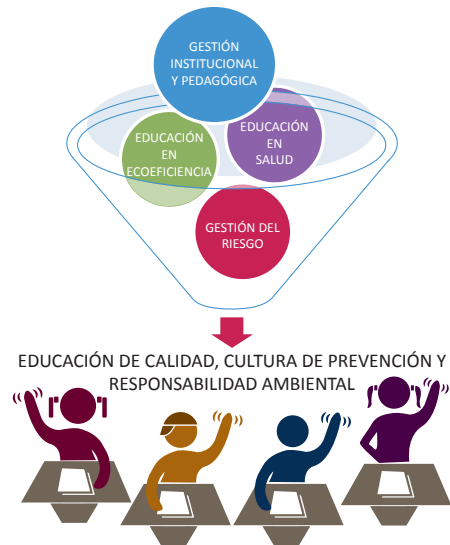 GESTIÓN
INSTITUCIONAL
Y PEDAGÓGICA
EDUCACIÓN
EN
ECOEFICIENCIA
EDUCACIÓN
EN
SALUD
GESTIÓN DEL
RIESGO
EDUCACIÓN DE CALIDAD, CULTURA DE PREVENCIÓN Y
RESPONSABILIDAD AMBIENTAL